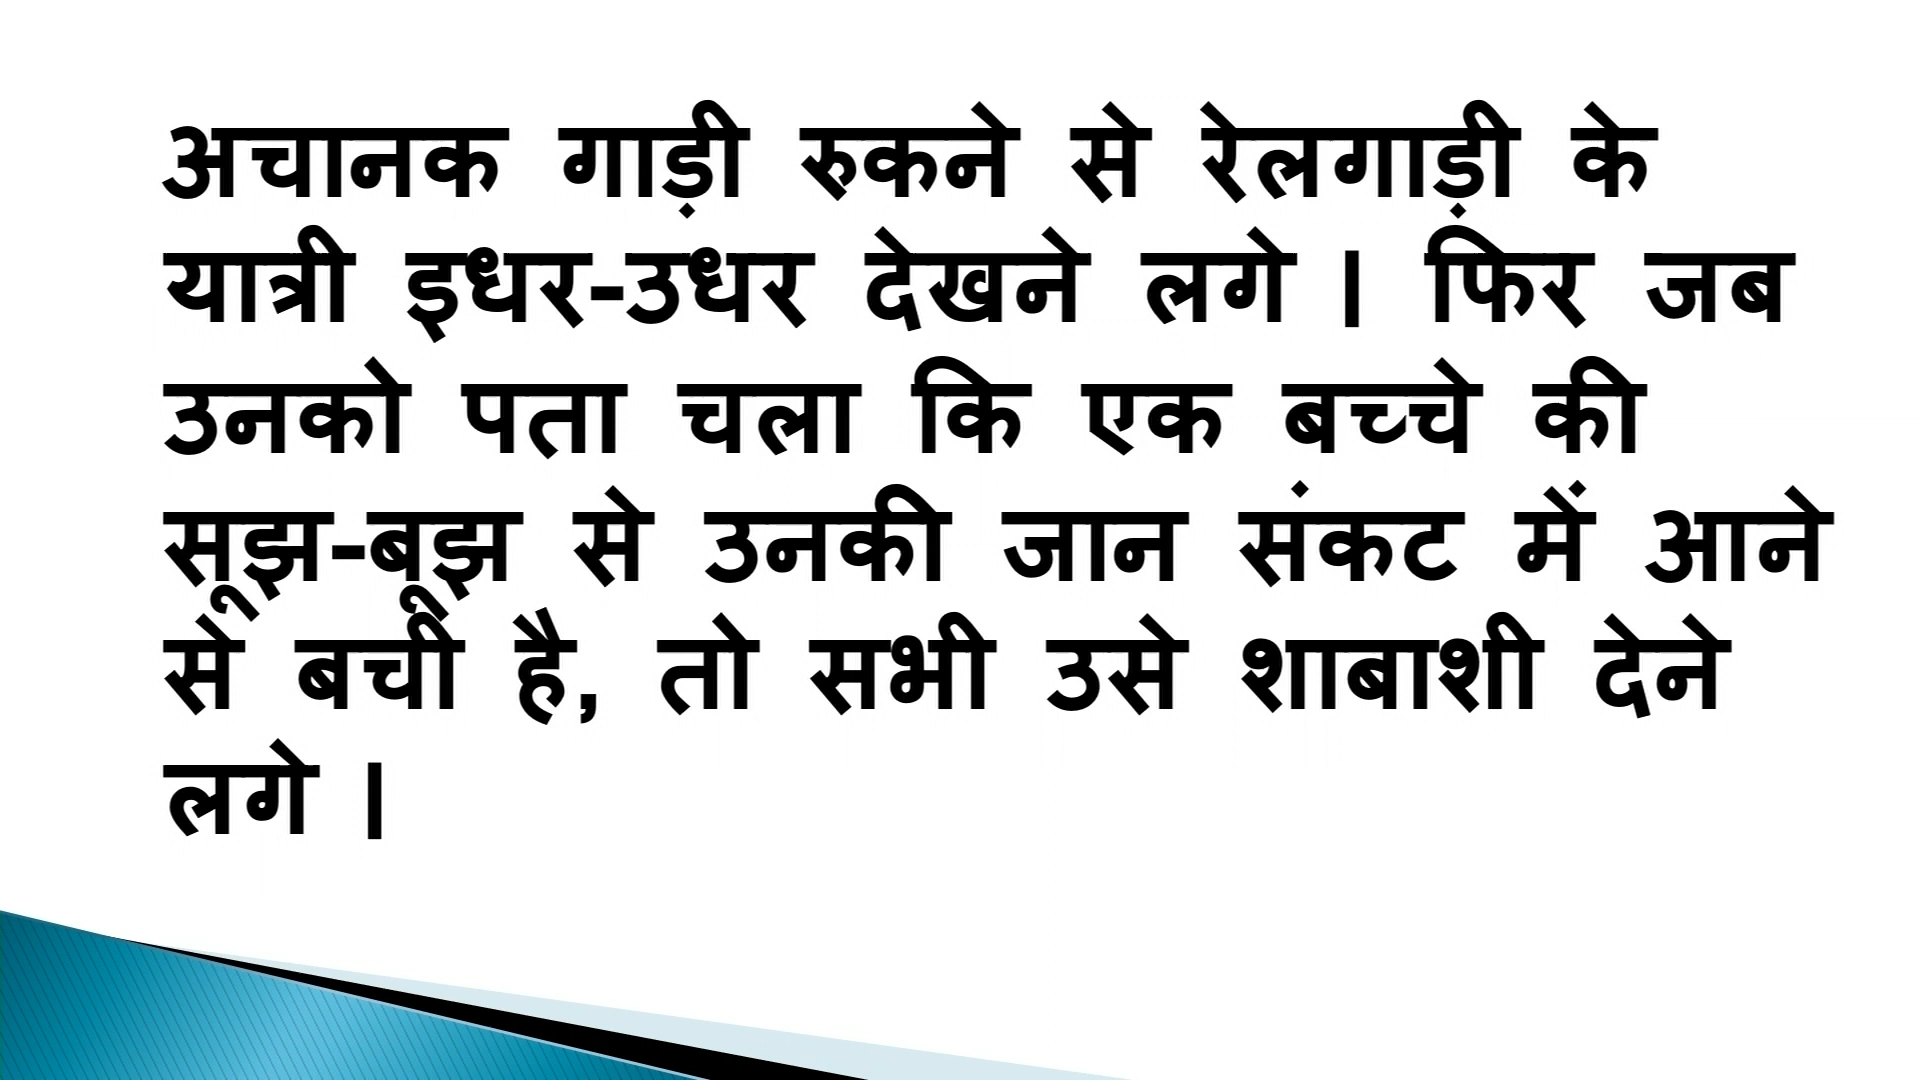 अचानक गाड़ी रुकने से रेलगाड़ी के
यात्री इधर-उधर देखने लगे । फिर जब
उनको पता चला कि एक बच्चे की
सूझ-बूझ से उनकी जान संकट में आने
से बची है, तो सभी उसे शाबाशी देने
लगे ।